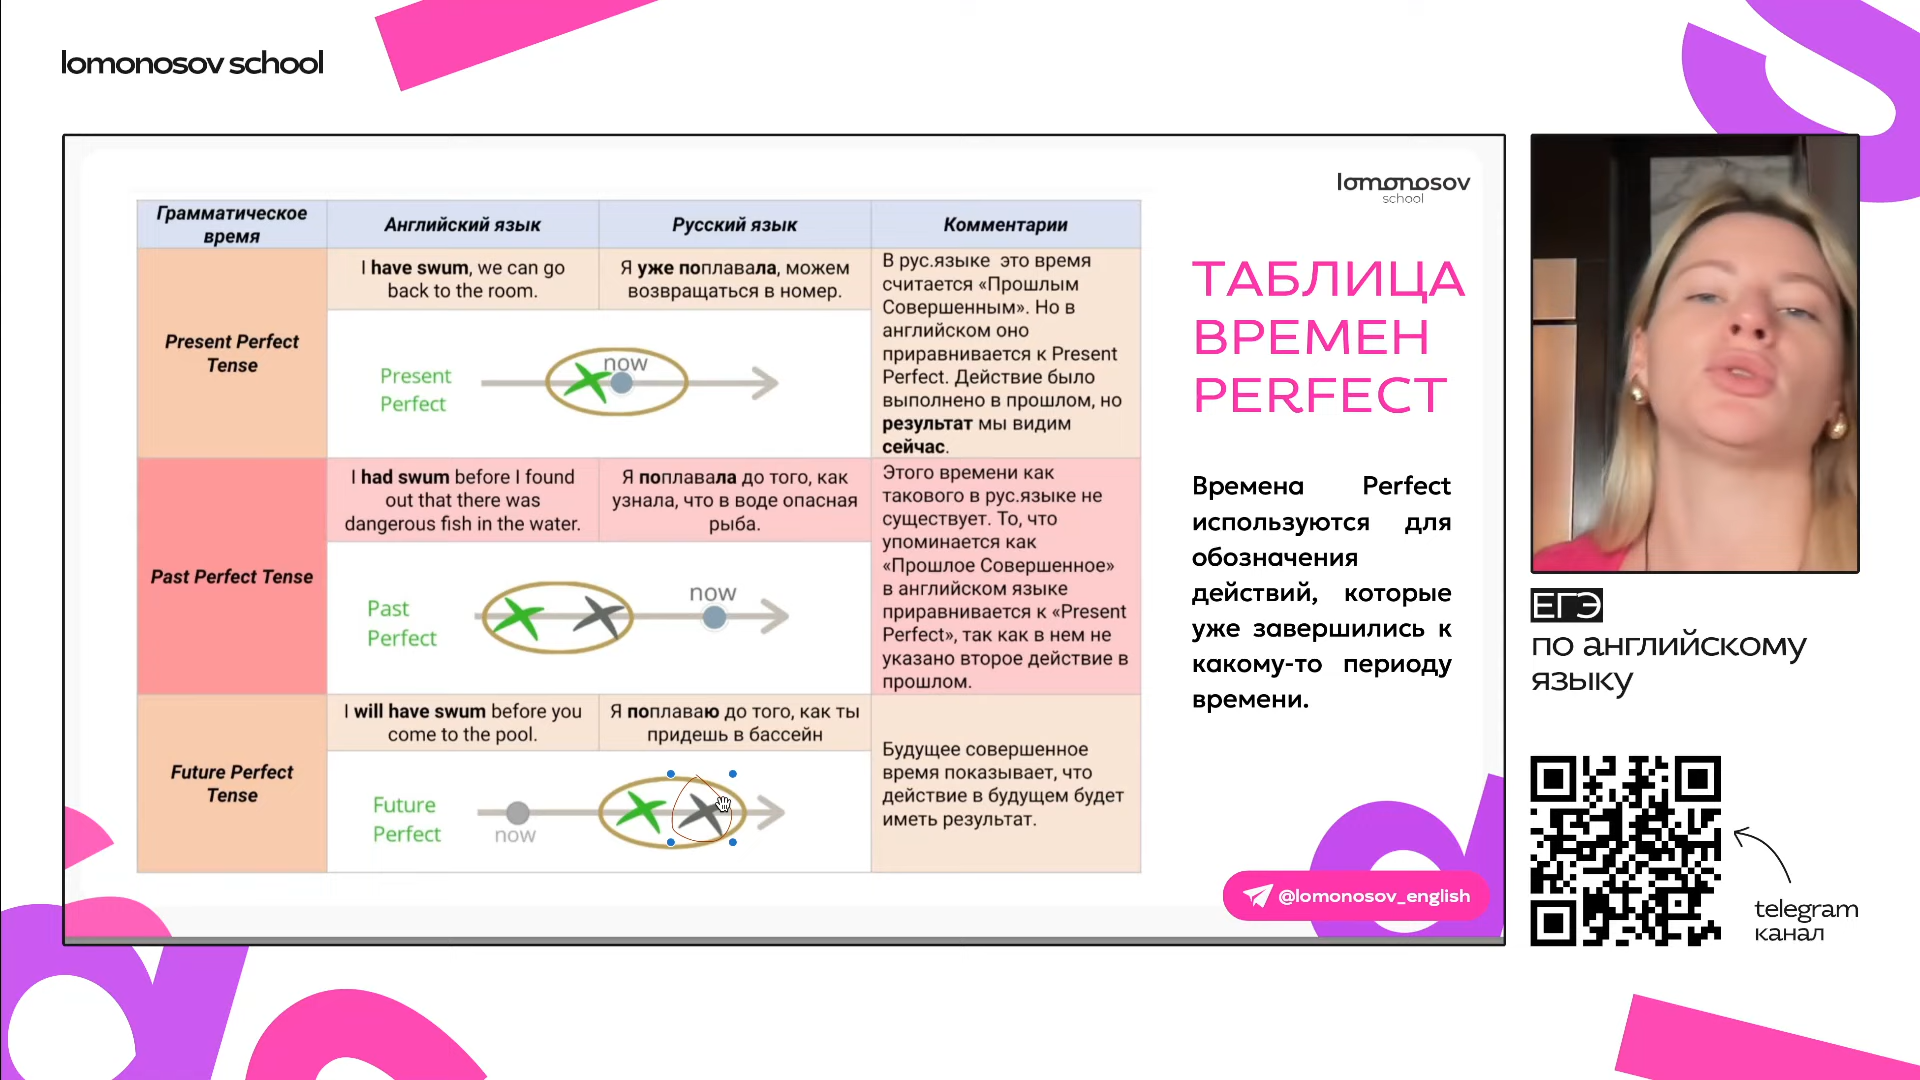 lomonosov school
lomonosov
school
Грамматическое
время
Английский язык
Русский язык
Комментарии
Present Perfect
Tense
I have swum, we can go
back to the room.
Я уже поплавала, можем
возвращаться в номер.
В рус.языке это время
считается «Прошлым
Совершенным». Но в
английском оно
приравнивается к Present
Perfect. Действие было
выполнено в прошлом, но
результат мы видим
сейчас.
Present
Perfect
now
Past Perfect Tense
I had swum before I found
out that there was
dangerous fish in the water.
Я поплавала до того, как
узнала, что в воде опасная
рыба.
Этого времени как
такового в рус.языке не
существует. То, что
упоминается как
«Прошлое Совершенное»
в английском языке
приравнивается к «Present
Perfect», так как в нем не
указано второе действие в
прошлом.
Past
Perfect
now
Future Perfect
Tense
I will have swum before you
come to the pool.
Я поплаваю до того, как ты
придешь в бассейн
Будущее совершенное
время показывает, что
действие в будущем будет
иметь результат.
Future
Perfect
now
ТАБЛИЦА
ВРЕМЕН
PERFECT
Времена Perfect
используются для
обозначения
действий, которые
уже завершились к
какому-то периоду
времени.
@lomonosov_english
ЕГЭ
по английскому
языку
telegram
канал